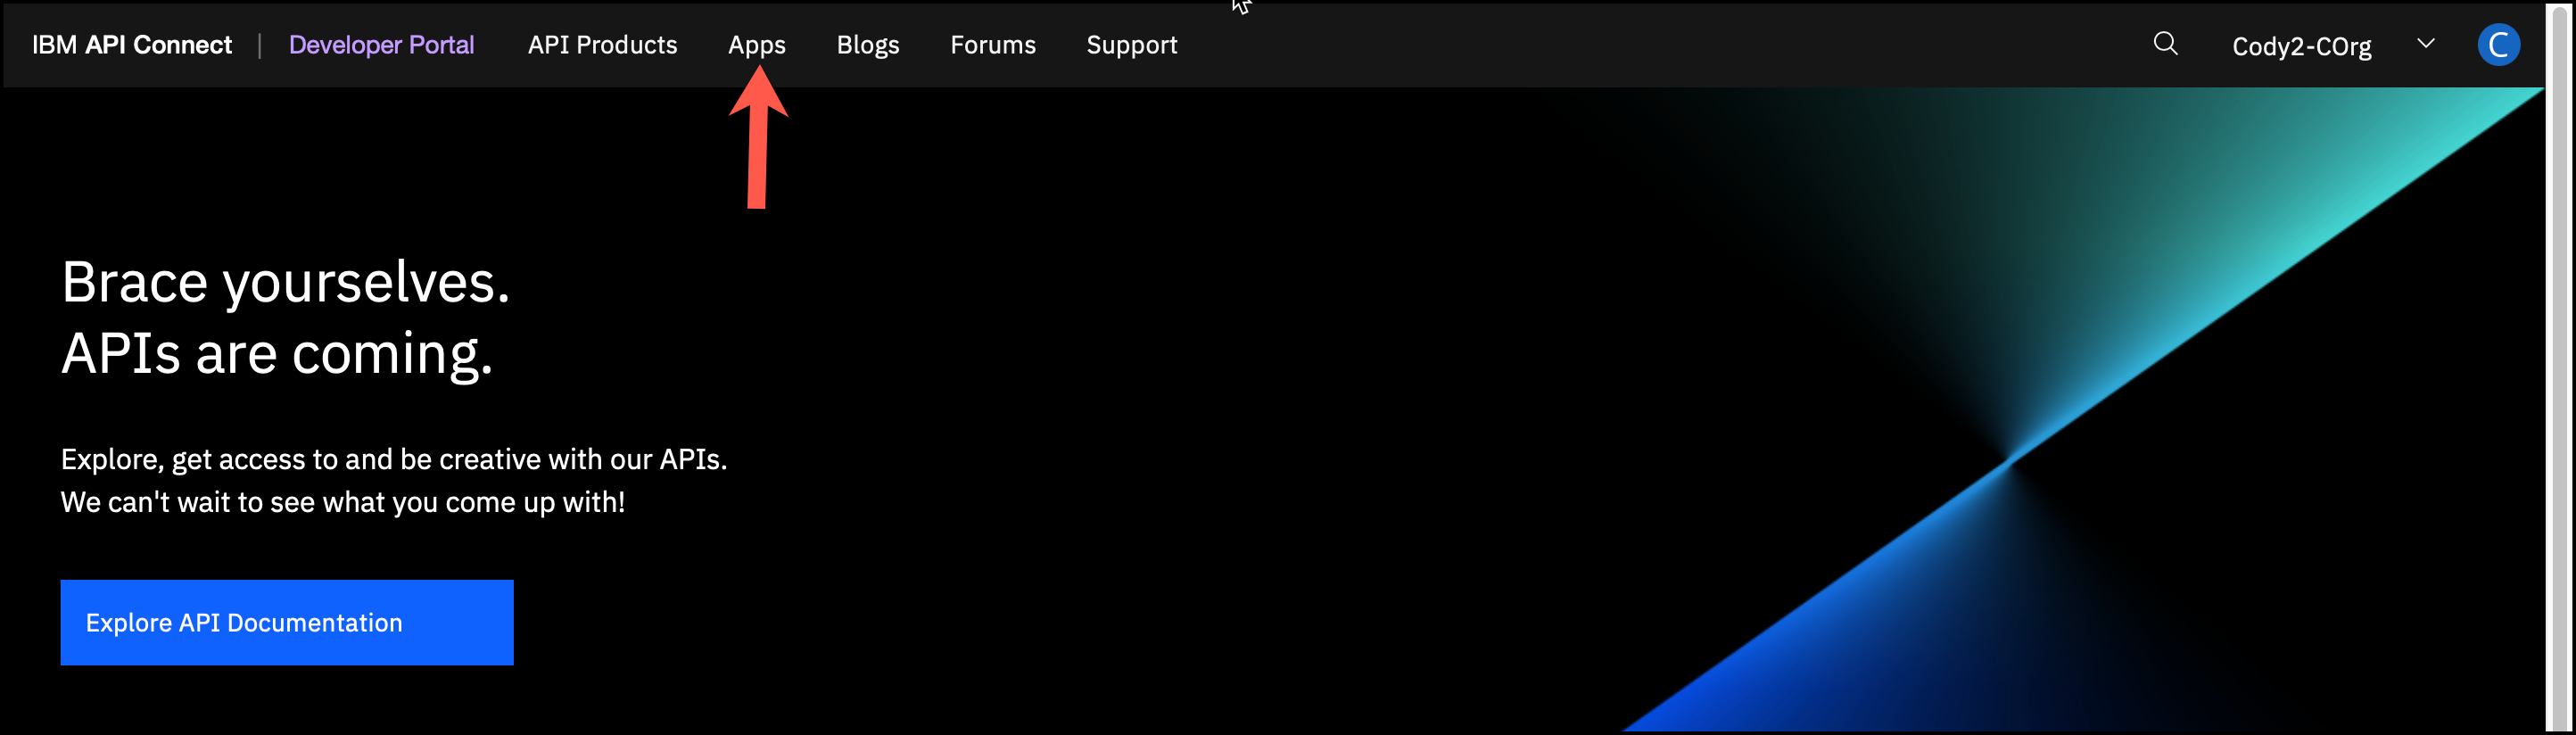 IBM API Connect | Developer Portal API Products Apps Blogs Forums Support Cody2-COrg C
Brace yourselves.
APIs are coming.
Explore, get access to and be creative with our APIs.
We can't wait to see what you come up with!
Explore API Documentation